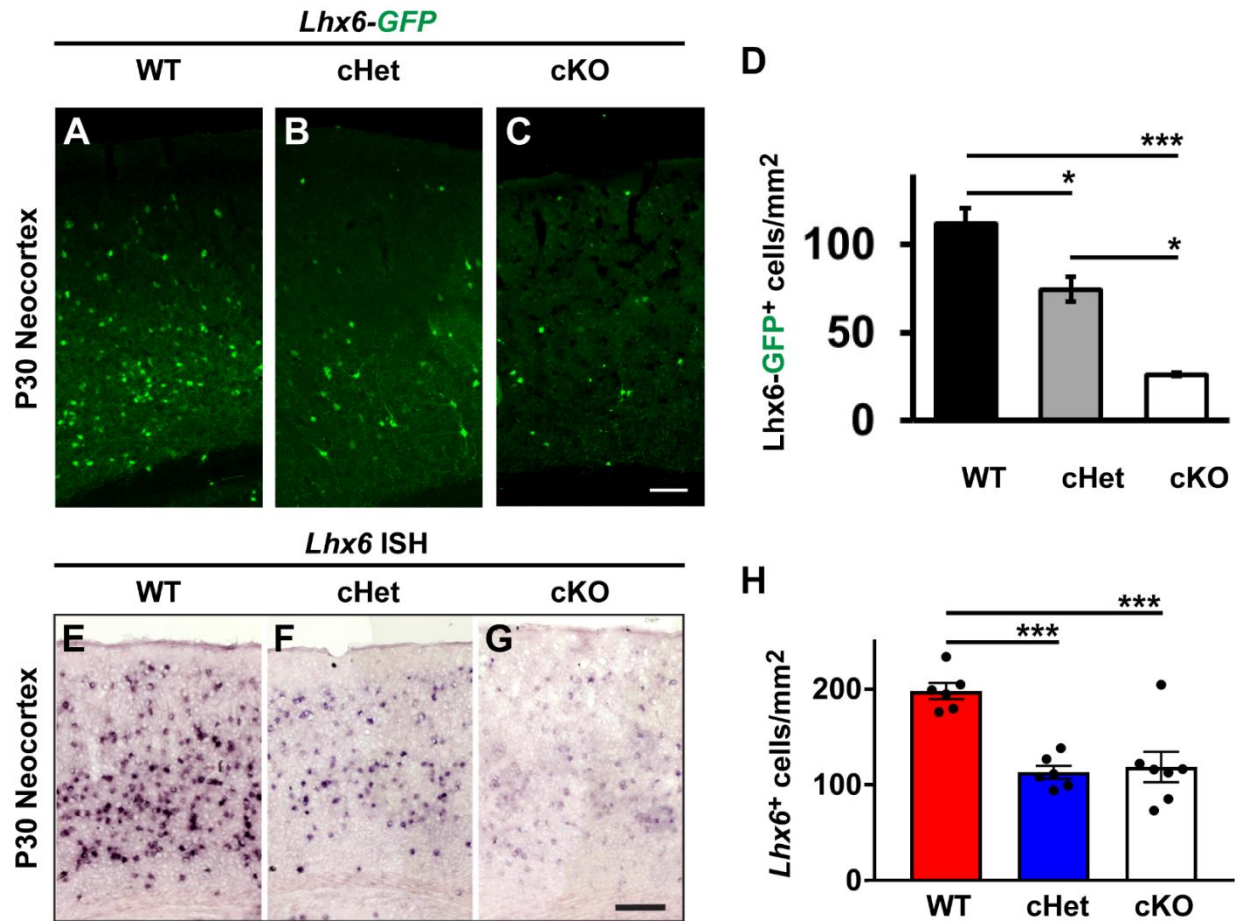 Lhx6-GFP
WT cHet cKO
P30 Neocortex
A B C
D
***
*
*
Lhx6-GFP+ cells/mm2
100
50
0
WT cHet cKO
Lhx6 ISH
WT cHet cKO
P30 Neocortex
E F G
H
***
***
Lhx6+ cells/mm2
200
100
0
WT cHet cKO